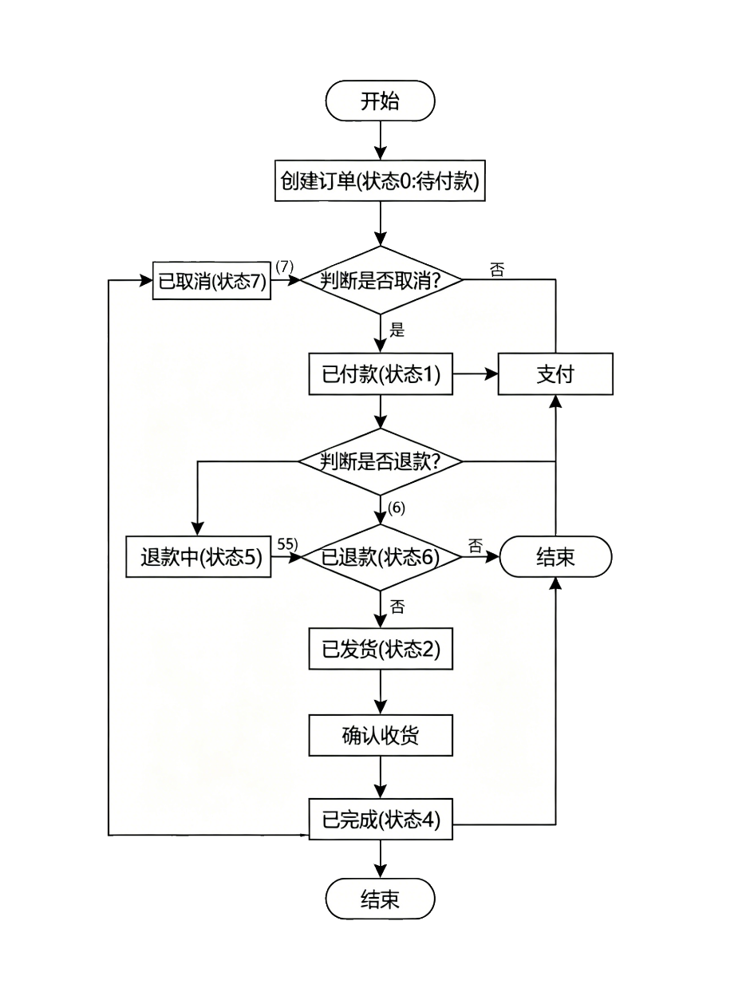 开始
创建订单(状态0:待付款)
已取消(状态7)
(7)
判断是否取消?
否
是
已付款(状态1)
支付
判断是否退款?
(6)
退款中(状态5)
55)
已退款(状态6)
否
结束
否
已发货(状态2)
确认收货
已完成(状态4)
结束